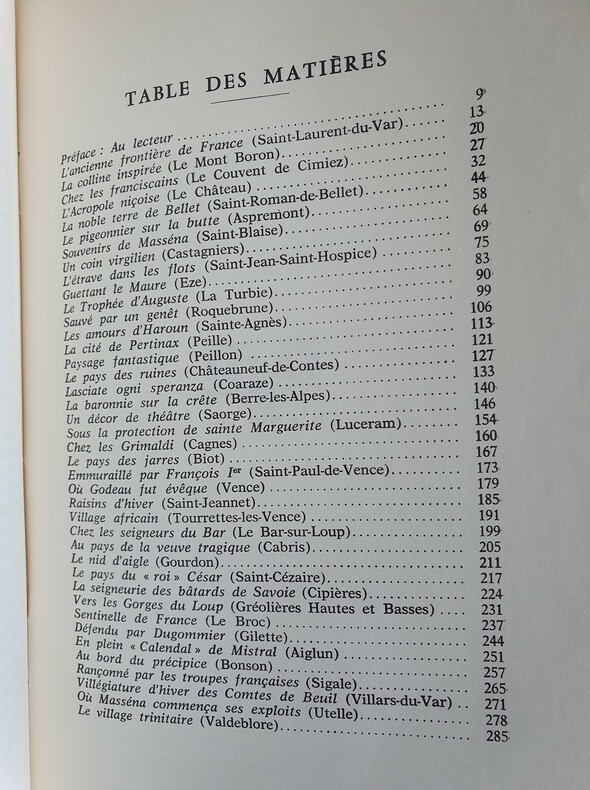 TABLE DES MATIÈRES
Préface : Au lecteur ........................ 9
L'ancienne frontière de France (Saint-Laurent-du-Var)..... 13
La colline inspirée (Le Mont Boron)..................... 20
Chez les franciscains (Le Couvent de Cimiez)............. 27
L'Acropole niçoise (Le Château) ........................ 32
La noble terre de Bellet (Saint-Roman-de-Bellet)......... 44
Le pigeonnier sur la butte (Aspremont).................. 58
Souvenirs de Masséna (Saint-Blaise)..................... 64
Un coin virgilien (Castagniers)......................... 69
L'étrave dans les flots (Saint-Jean-Saint-Hospice) ....... 75
Guettant le Maure (Eze)................................ 83
Le Trophée d'Auguste (La Turbie)....................... 90
Sauvé par un genêt (Roquebrune)........................ 99
Les amours d'Haroun (Sainte-Agnès)..................... 106
La cité de Pertinax (Peille)........................... 113
Paysage fantastique (Peillon) .......................... 121
Le pays des ruines (Châteauneuf-de-Contes) ............. 127
Lasciate ogni speranza (Coaraze) ....................... 133
La baronnie sur la crête (Berre-les-Alpes).............. 140
Un décor de théâtre (Saorge)........................... 146
Sous la protection de sainte Marguerite (Luceram)........ 154
Chez les Grimaldi (Cagnes) ............................ 160
Le pays des jarres (Biot) .............................. 167
Emmuraillé par François Ier (Saint-Paul-de-Vence)......... 173
Où Godeau fut évêque (Vence) .......................... 179
Raisins d'hiver (Saint-Jeannet)......................... 185
Village africain (Tourrettes-les-Vence) ................. 191
Chez les seigneurs du Bar (Le Bar-sur-Loup)............. 199
Au pays de la veuve tragique (Cabris)................... 205
Le nid d'aigle (Gourdon)............................... 211
Le pays du « roi » César (Saint-Cézaire)................ 217
La seigneurie des bâtards de Savoie (Cipières)........... 224
Vers les Gorges du Loup (Gréolières Hautes et Basses) .... 231
Sentinelle de France (Le Broc) ......................... 237
Défendu par Dugommier (Gilette)........................ 244
En plein « Calendal » de Mistral (Aiglun) .............. 251
Au bord du précipice (Bonson) ......................... 257
Rançonné par les troupes françaises (Sigale)............. 265
Villégiature d'hiver des Comtes de Beuil (Villars-du-Var) .. 271
Où Masséna commença ses exploits (Utelle) .............. 278
Le village trinitaire (Valdeblore)....................... 285